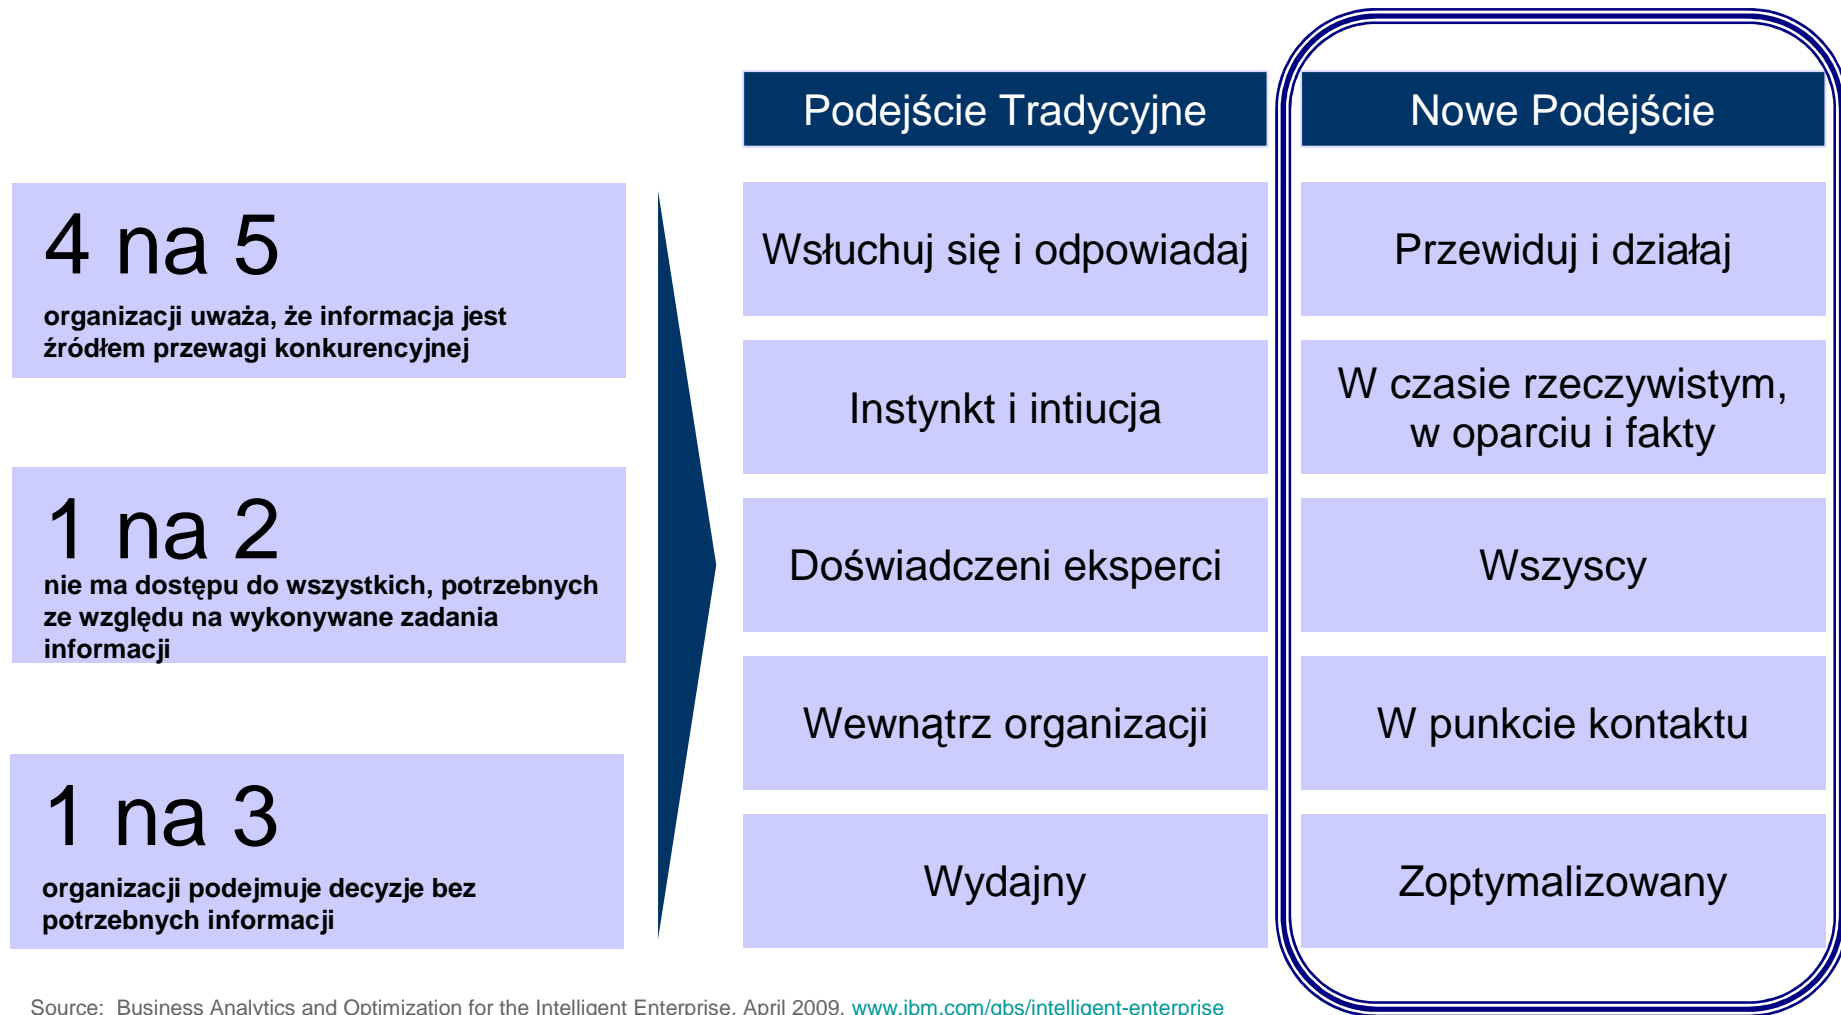 Podejście Tradycyjne
Nowe Podejście
4 na 5
organizacji uważa, że informacja jest
źródłem przewagi konkurencyjnej
1 na 2
nie ma dostępu do wszystkich, potrzebnych
ze względu na wykonywane zadania
informacji
1 na 3
organizacji podejmuje decyzje bez
potrzebnych informacji
Wsłuchuj się i odpowiadaj
Przewiduj i działaj
Instynkt i intiucja
W czasie rzeczywistym,
w oparciu i fakty
Doświadczeni eksperci
Wszyscy
Wewnątrz organizacji
W punkcie kontaktu
Wydajny
Zoptymalizowany
Source: Business Analytics and Optimization for the Intelligent Enterprise, April 2009, www.ibm.com/gbs/intelligent-enterprise